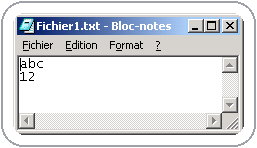 Fichier1.txt - Bloc-notes
Fichier Edition Format ?
abc
12